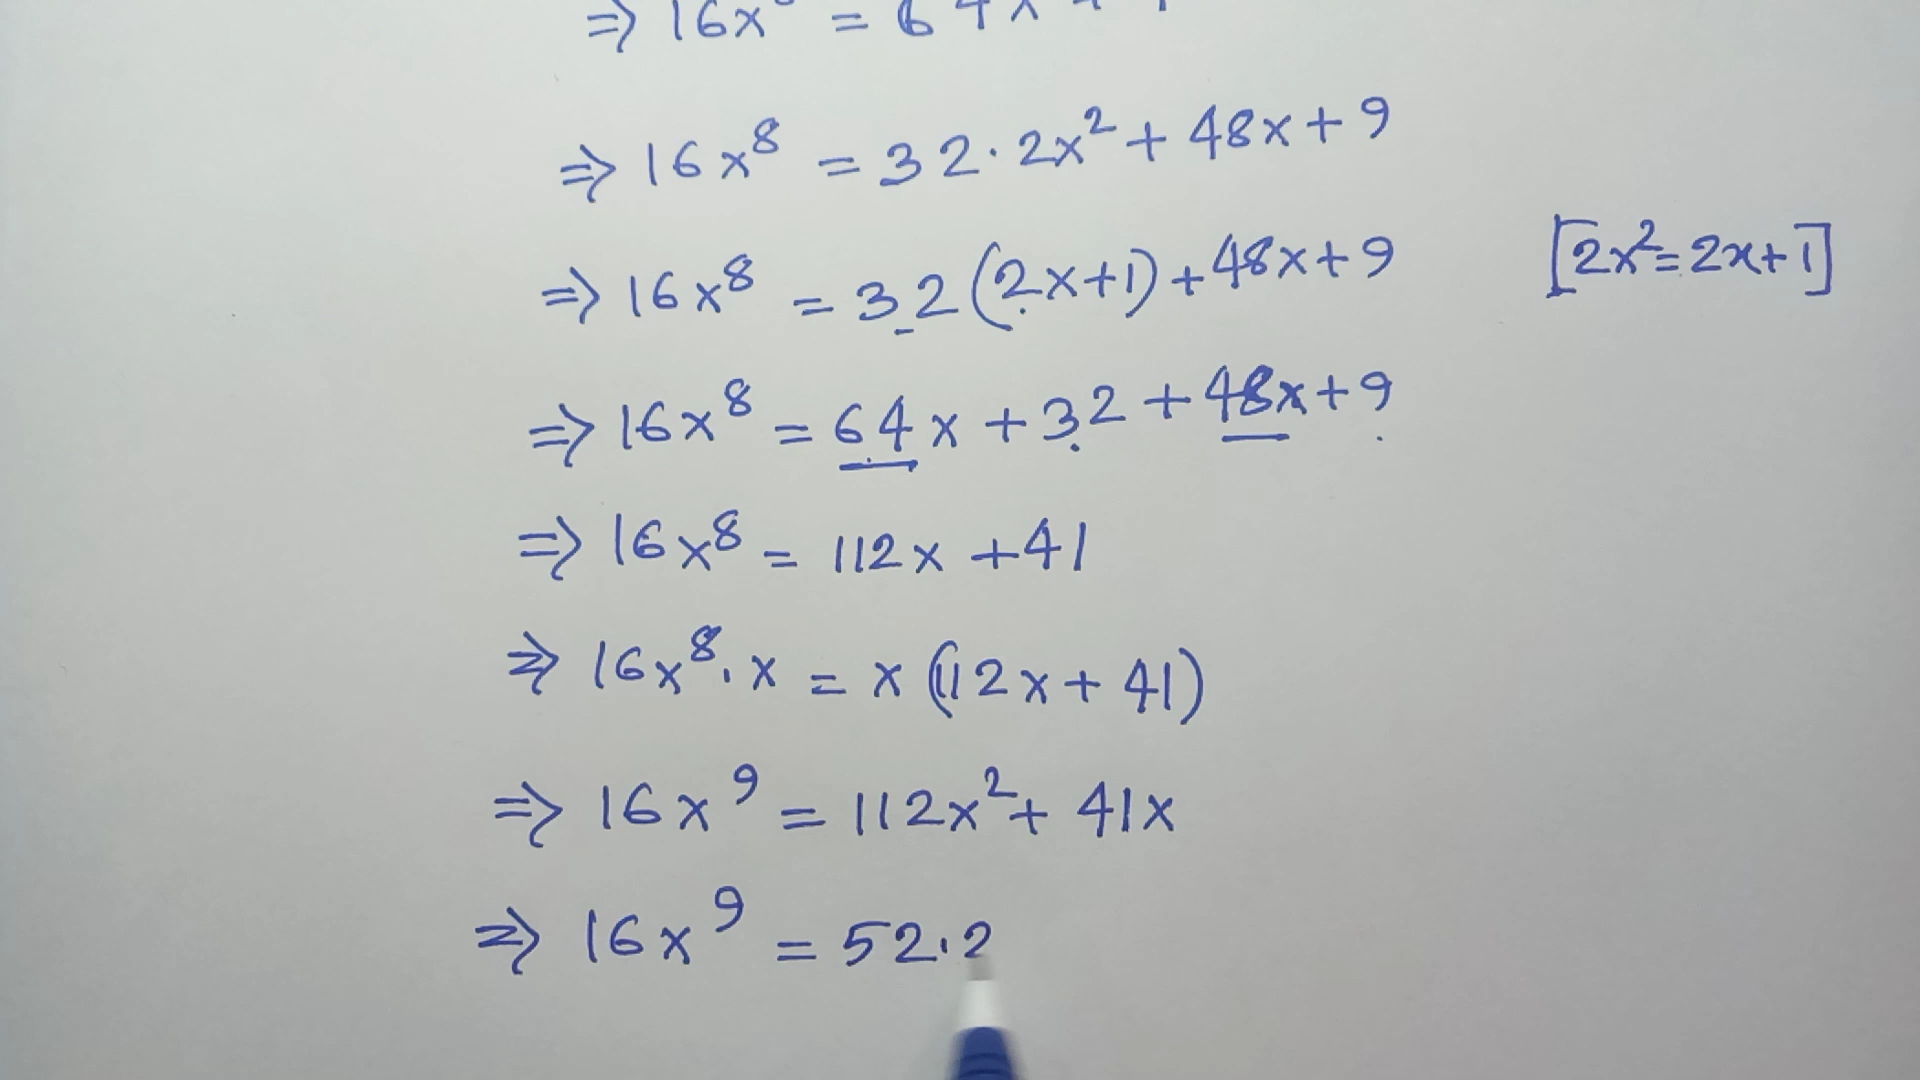 ⇒ 16x⁸ = 32·2x² + 48x + 9
⇒ 16x⁸ = 32(2x+1) + 48x + 9 [2x² = 2x+1]
⇒ 16x⁸ = 64x + 32 + 48x + 9
⇒ 16x⁸ = 112x + 41
⇒ 16x⁸·x = x(112x + 41)
⇒ 16x⁹ = 112x² + 41x
⇒ 16x⁹ = 52·2